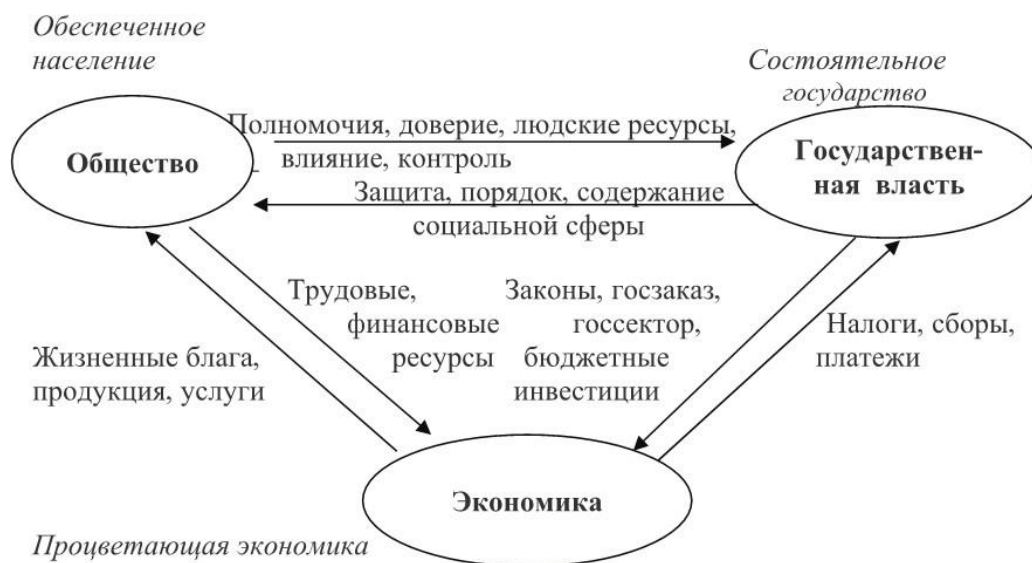 Обеспеченное
население
Состоятельное
государство
Полномочия, доверие, людские ресурсы,
влияние, контроль
Общество
Государствен-
ная власть
Защита, порядок, содержание
социальной сферы
Трудовые,
финансовые
ресурсы
Законы, госзаказ,
госсектор,
бюджетные
инвестиции
Налоги, сборы,
платежи
Жизненные блага,
продукция, услуги
Экономика
Процветающая экономика